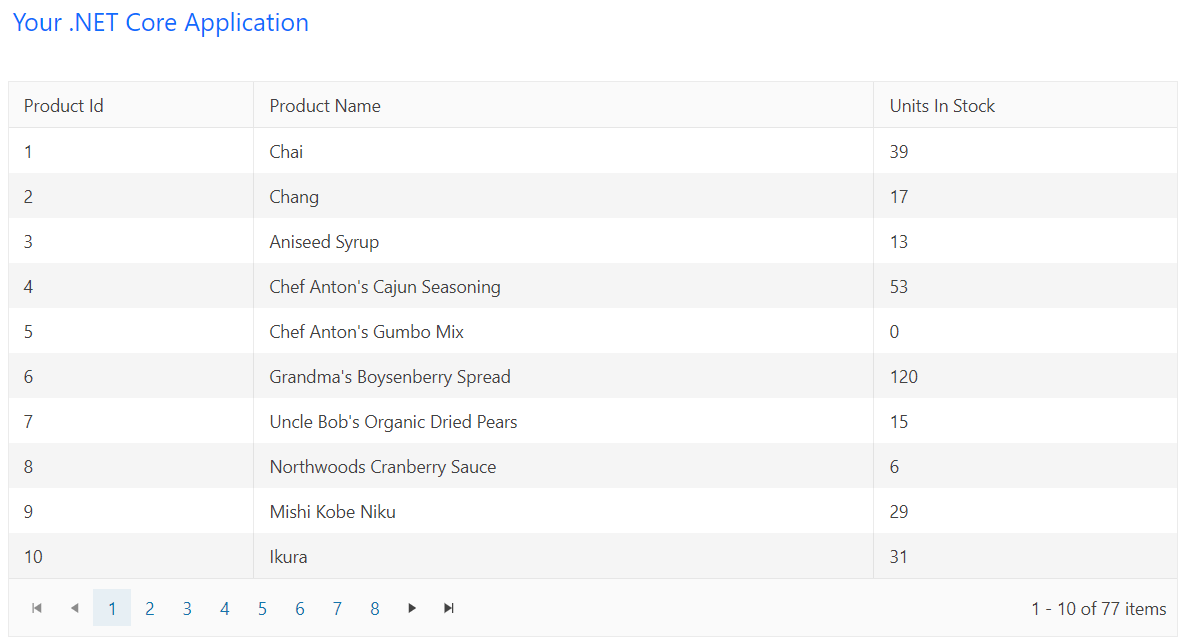 Your .NET Core Application
Product Id Product Name Units In Stock
1 Chai 39
2 Chang 17
3 Aniseed Syrup 13
4 Chef Anton's Cajun Seasoning 53
5 Chef Anton's Gumbo Mix 0
6 Grandma's Boysenberry Spread 120
7 Uncle Bob's Organic Dried Pears 15
8 Northwoods Cranberry Sauce 6
9 Mishi Kobe Niku 29
10 Ikura 31
1 2 3 4 5 6 7 8 1 - 10 of 77 items